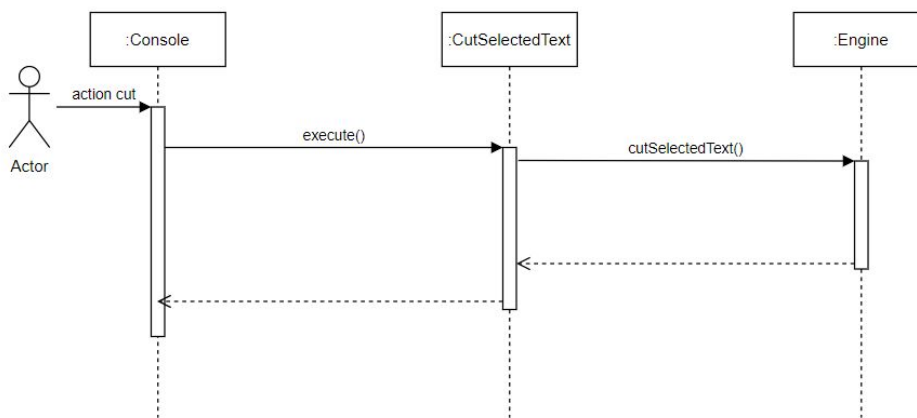 :Console
:CutSelectedText
:Engine
action cut
Actor
execute()
cutSelectedText()